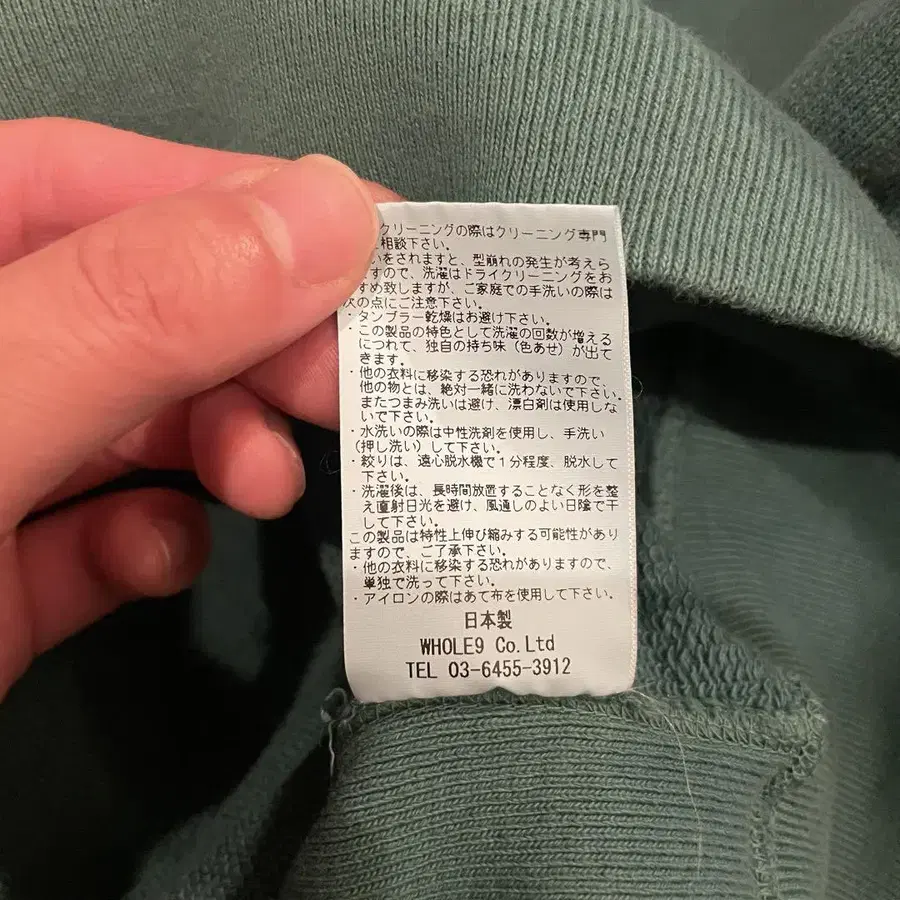 クリーニングの際はクリーニング専門
相談下さい。
いをされますと、型崩れの発生が考えら
ますので、洗濯はドライクリーニングをお
すめ致しますが、ご家庭での手洗いの際は
次の点にご注意下さい。
・タンブラー乾燥はお避け下さい。
・この製品の特色として洗濯の回数が増える
につれて、独自の持ち味（色あせ）が出て
きます。
・他の衣料に移染する恐れがありますので、
他の物とは、絶対一緒に洗わないで下さい。
またつまみ洗いは避け、漂白剤は使用しな
いで下さい。
・水洗いの際は中性洗剤を使用し、手洗い
（押し洗い）して下さい。
・絞りは、遠心脱水機で１分程度、脱水して
下さい。
・洗濯後は、長時間放置することなく形を整
え直射日光を避け、風通しのよい日陰で干
して下さい。
この製品は特性上伸び縮みする可能性があり
ますので、ご了承下さい。
・他の衣料に移染する恐れがありますので、
単独で洗って下さい。
・アイロンの際はあて布を使用して下さい。
日本製
WHOLE9 Co.Ltd
TEL 03-6455-3912